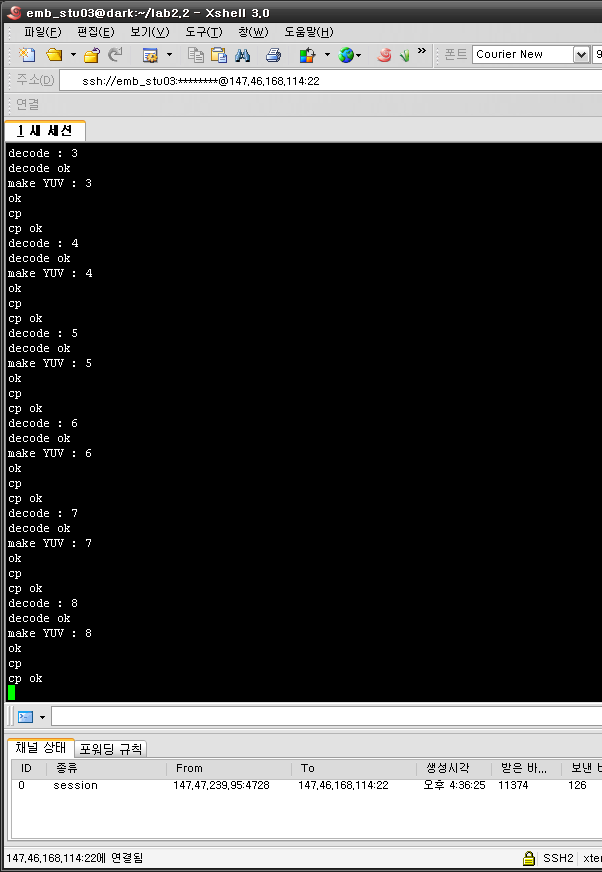 emb_stu03@dark:~/lab2.2 - Xshell 3.0
파일(F) 편집(E) 보기(V) 도구(T) 창(W) 도움말(H)
» 폰트 Courier New 9
주소(D) ssh://emb_stu03:********@147.46.168.114:22
연결
1 새 세션
decode : 3
decode ok
make YUV : 3
ok
cp
cp ok
decode : 4
decode ok
make YUV : 4
ok
cp
cp ok
decode : 5
decode ok
make YUV : 5
ok
cp
cp ok
decode : 6
decode ok
make YUV : 6
ok
cp
cp ok
decode : 7
decode ok
make YUV : 7
ok
cp
cp ok
decode : 8
decode ok
make YUV : 8
ok
cp
cp ok
채널 상태 포워딩 규칙
ID 종류 From To 생성시각 받은 바... 보낸 바
0 session 147.47.239.95:4728 147.46.168.114:22 오후 4:36:25 11374 126
147.46.168.114:22에 연결됨 SSH2 xter